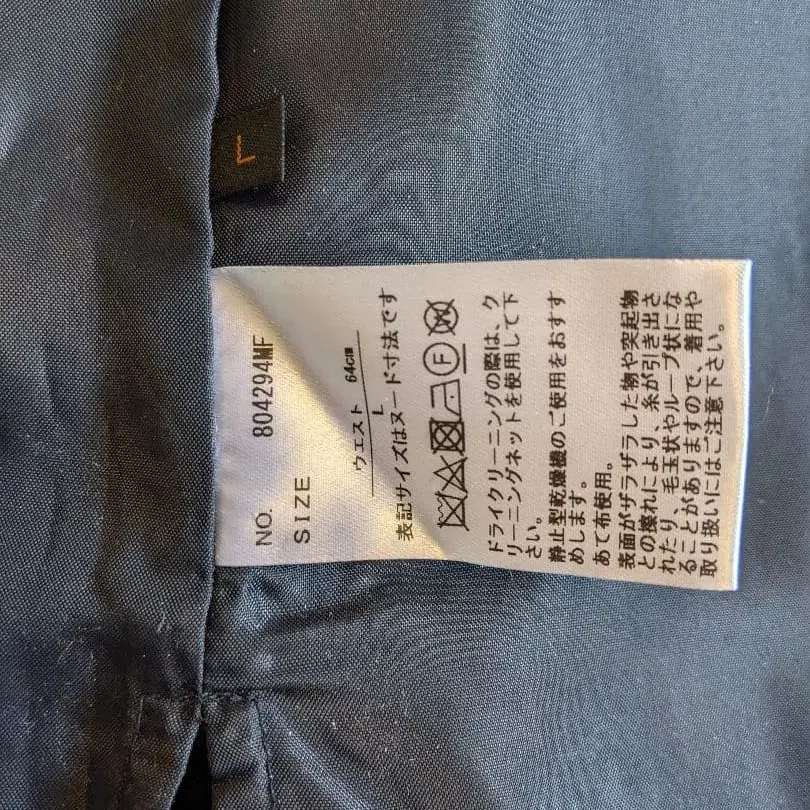 L
NO. 804294MF
SIZE
ウエスト 64cm
L
表記サイズはヌード寸法です
F W
ドライクリーニングの際は、ク
リーニングネットを使用して下
さい。
静止型乾燥機のご使用をおすす
めします。
あて布使用。
表面がザラザラした物や突起物
との擦れにより、糸が引き出さ
れたり、毛玉状やループ状にな
ることがありますので、着用や
取り扱いにはご注意下さい。